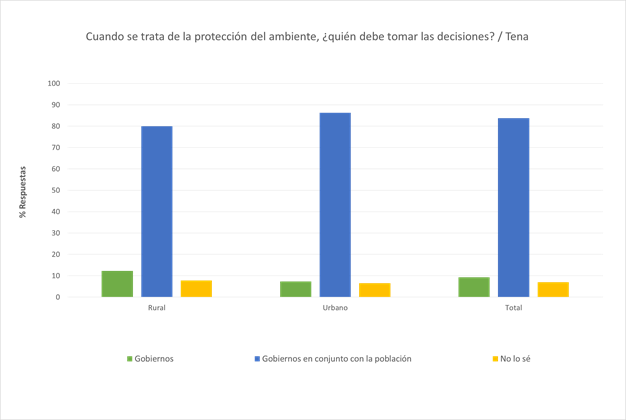 Cuando se trata de la protección del ambiente, ¿quién debe tomar las decisiones? / Tena
100
90
80
70
60
50
40
30
20
10
0
% Respuestas
Rural
Urbano
Total
Gobiernos
Gobiernos en conjunto con la población
No lo sé